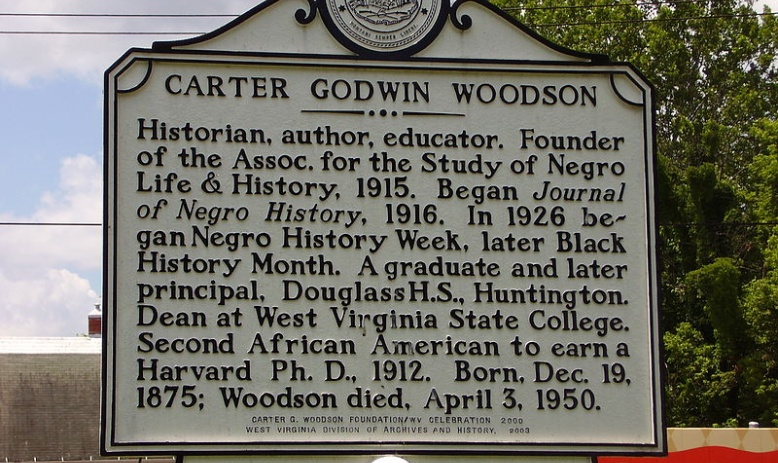 MONTANI SEMPER LIBERI
CARTER GODWIN WOODSON
Historian, author, educator. Founder
of the Assoc. for the Study of Negro
Life & History, 1915. Began Journal
of Negro History, 1916. In 1926 be-
gan Negro History Week, later Black
History Month. A graduate and later
principal, Douglass H.S., Huntington.
Dean at West Virginia State College.
Second African American to earn a
Harvard Ph. D., 1912. Born, Dec. 19,
1875; Woodson died, April 3, 1950.
CARTER G. WOODSON FOUNDATION/WV CELEBRATION 2000
WEST VIRGINIA DIVISION OF ARCHIVES AND HISTORY, 2003